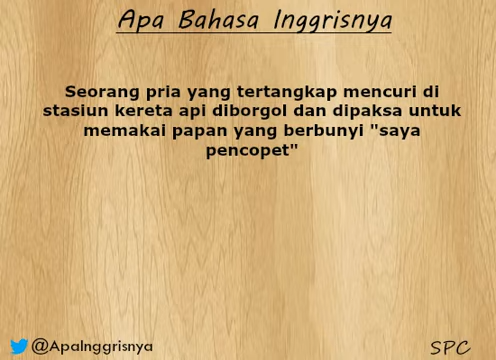 Apa Bahasa Inggrisnya
Seorang pria yang tertangkap mencuri di
stasiun kereta api diborgol dan dipaksa untuk
memakai papan yang berbunyi "saya
pencopet"
@ApaInggrisnya
SPC